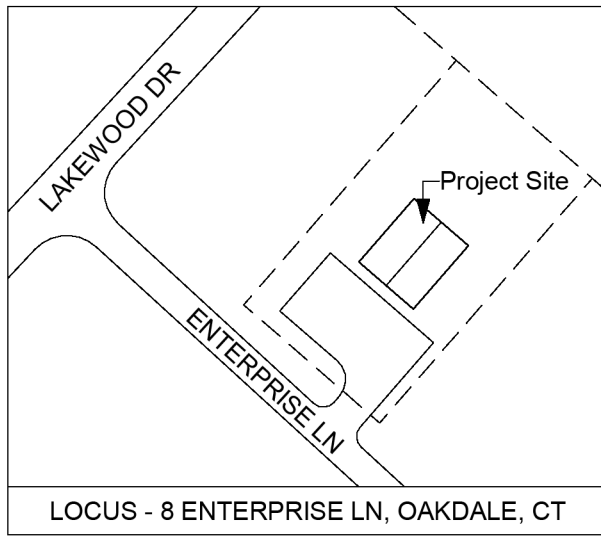 LAKEWOOD DR
Project Site
ENTERPRISE LN
LOCUS - 8 ENTERPRISE LN, OAKDALE, CT